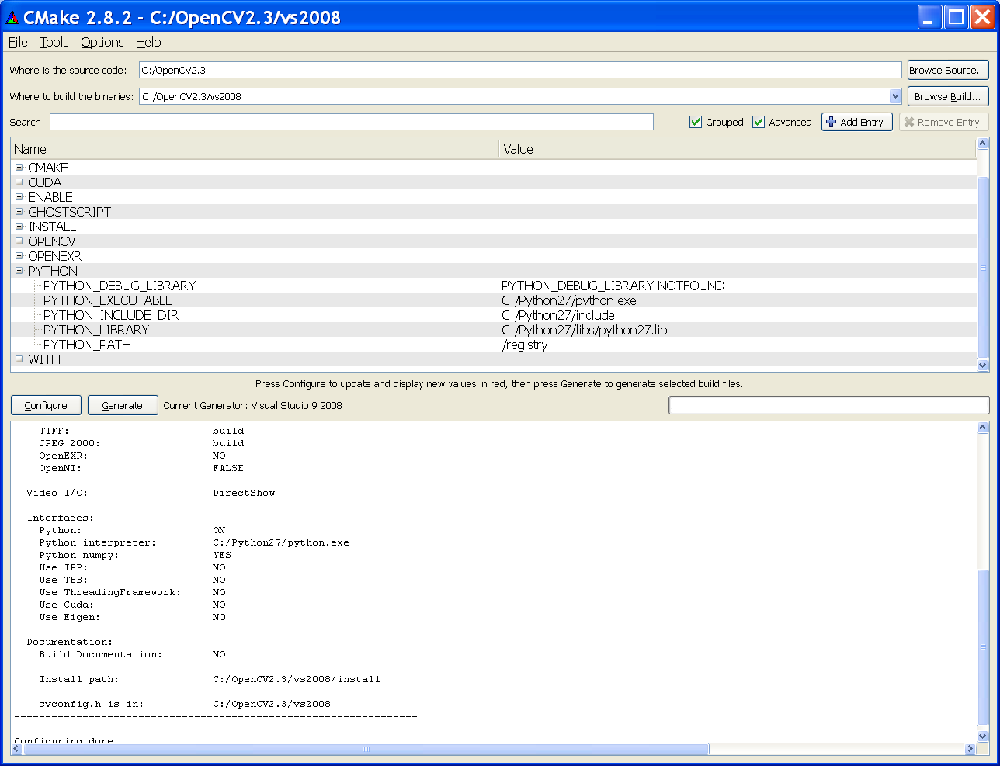 CMake 2.8.2 - C:/OpenCV2.3/vs2008
File Tools Options Help
Where is the source code: C:/OpenCV2.3 Browse Source...
Where to build the binaries: C:/OpenCV2.3/vs2008 Browse Build...
Search: Grouped Advanced Add Entry Remove Entry
Name Value
CMAKE
CUDA
ENABLE
GHOSTSCRIPT
INSTALL
OPENCV
OPENEXR
PYTHON
PYTHON_DEBUG_LIBRARY PYTHON_DEBUG_LIBRARY-NOTFOUND
PYTHON_EXECUTABLE C:/Python27/python.exe
PYTHON_INCLUDE_DIR C:/Python27/include
PYTHON_LIBRARY C:/Python27/libs/python27.lib
PYTHON_PATH /registry
WITH
Press Configure to update and display new values in red, then press Generate to generate selected build files.
Configure Generate Current Generator: Visual Studio 9 2008
TIFF: build
JPEG 2000: build
OpenEXR: NO
OpenNI: FALSE
Video I/O: DirectShow
Interfaces:
Python: ON
Python interpreter: C:/Python27/python.exe
Python numpy: YES
Use IPP: NO
Use TBB: NO
Use ThreadingFramework: NO
Use Cuda: NO
Use Eigen: NO
Documentation:
Build Documentation: NO
Install path: C:/OpenCV2.3/vs2008/install
cvconfig.h is in: C:/OpenCV2.3/vs2008
-----------------------------------------------------------------
Configuring done